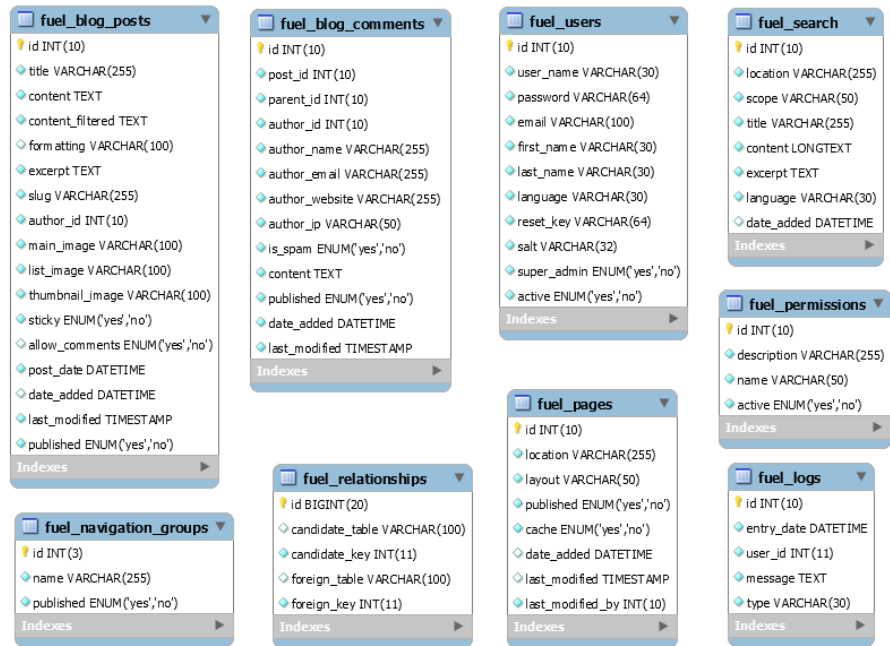 fuel_blog_posts
id INT(10)
title VARCHAR(255)
content TEXT
content_filtered TEXT
formatting VARCHAR(100)
excerpt TEXT
slug VARCHAR(255)
author_id INT(10)
main_image VARCHAR(100)
list_image VARCHAR(100)
thumbnail_image VARCHAR(100)
sticky ENUM('yes','no')
allow_comments ENUM('yes','no')
post_date DATETIME
date_added DATETIME
last_modified TIMESTAMP
published ENUM('yes','no')
Indexes
fuel_blog_comments
id INT(10)
post_id INT(10)
parent_id INT(10)
author_id INT(10)
author_name VARCHAR(255)
author_email VARCHAR(255)
author_website VARCHAR(255)
author_ip VARCHAR(50)
is_spam ENUM('yes','no')
content TEXT
published ENUM('yes','no')
date_added DATETIME
last_modified TIMESTAMP
Indexes
fuel_users
id INT(10)
user_name VARCHAR(30)
password VARCHAR(64)
email VARCHAR(100)
first_name VARCHAR(30)
last_name VARCHAR(30)
language VARCHAR(30)
reset_key VARCHAR(64)
salt VARCHAR(32)
super_admin ENUM('yes','no')
active ENUM('yes','no')
Indexes
fuel_search
id INT(10)
location VARCHAR(255)
scope VARCHAR(50)
title VARCHAR(255)
content LONGTEXT
excerpt TEXT
language VARCHAR(30)
date_added DATETIME
Indexes
fuel_permissions
id INT(10)
description VARCHAR(255)
name VARCHAR(50)
active ENUM('yes','no')
Indexes
fuel_navigation_groups
id INT(3)
name VARCHAR(255)
published ENUM('yes','no')
Indexes
fuel_relationships
id BIGINT(20)
candidate_table VARCHAR(100)
candidate_key INT(11)
foreign_table VARCHAR(100)
foreign_key INT(11)
Indexes
fuel_pages
id INT(10)
location VARCHAR(255)
layout VARCHAR(50)
published ENUM('yes','no')
cache ENUM('yes','no')
date_added DATETIME
last_modified TIMESTAMP
last_modified_by INT(10)
Indexes
fuel_logs
id INT(10)
entry_date DATETIME
user_id INT(11)
message TEXT
type VARCHAR(30)
Indexes